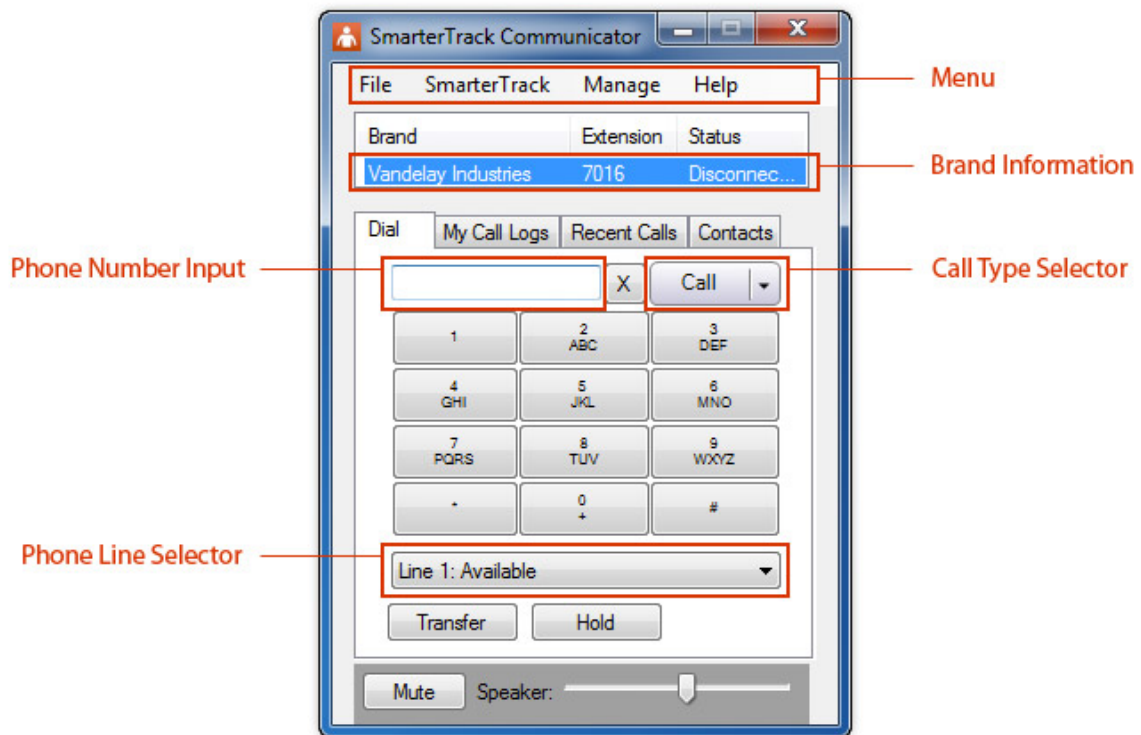 SmarterTrack Communicator
X
File SmarterTrack Manage Help
Menu
Brand Extension Status
Vandelay Industries 7016 Disconnec...
Brand Information
Dial My Call Logs Recent Calls Contacts
Phone Number Input
X Call
Call Type Selector
1 2 ABC 3 DEF
4 GHI 5 JKL 6 MNO
7 PQRS 8 TUV 9 WXYZ
* 0 + #
Phone Line Selector
Line 1: Available
Transfer Hold
Mute Speaker: